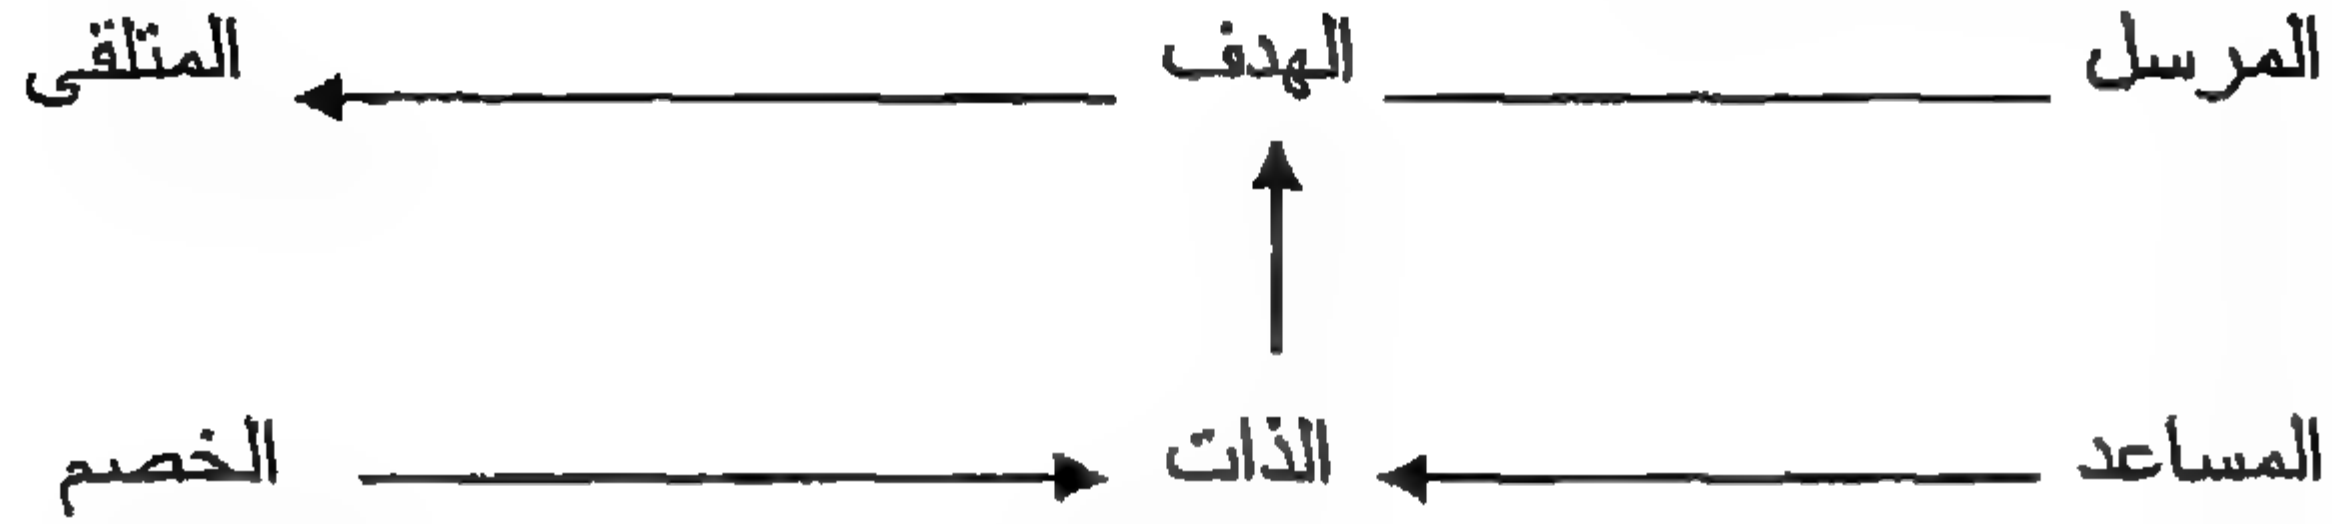 المرسل الهدف المتلقى
المساعد الذات الخصم